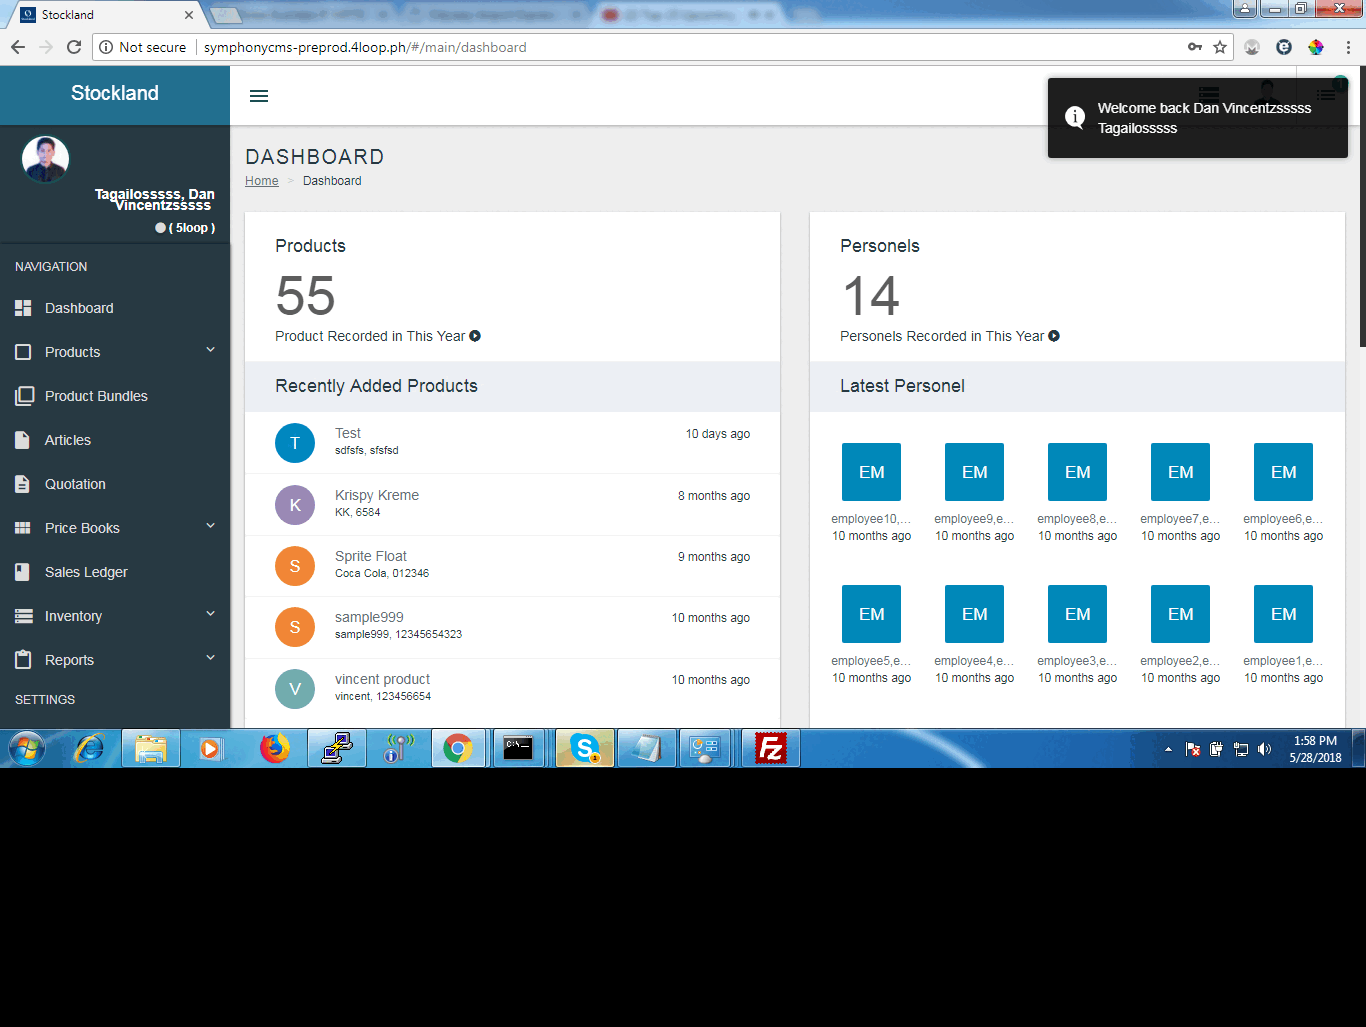 Stockland
Not secure
symphonycms-preprod.4loop.ph/#/main/dashboard
Stockland
1
Welcome back Dan Vincentzsssss
Tagailosssss
Tagailosssss, Dan
Vincentzsssss
( 5loop )
DASHBOARD
Home > Dashboard
NAVIGATION
Dashboard
Products
Product Bundles
Articles
Quotation
Price Books
Sales Ledger
Inventory
Reports
SETTINGS
Products
55
Product Recorded in This Year
Recently Added Products
T
Test
sdfsfs, sfsfsd
10 days ago
K
Krispy Kreme
KK, 6584
8 months ago
S
Sprite Float
Coca Cola, 012346
9 months ago
S
sample999
sample999, 12345654323
10 months ago
V
vincent product
vincent, 123456654
10 months ago
Personels
14
Personels Recorded in This Year
Latest Personel
EM EM EM EM EM
employee10,... employee9,e... employee8,e... employee7,e... employee6,e...
10 months ago 10 months ago 10 months ago 10 months ago 10 months ago
EM EM EM EM EM
employee5,e... employee4,e... employee3,e... employee2,e... employee1,e...
10 months ago 10 months ago 10 months ago 10 months ago 10 months ago
C:\_
S
1
FZ
1:58 PM
5/28/2018